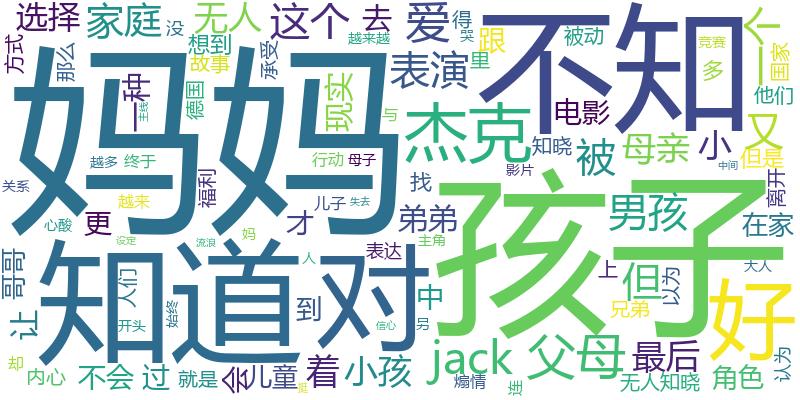 选择
家庭
没
无人
这个
去
爱
得
哭
跟
被动
竞赛
个
方式
那么
想到
故事
承受
越来越
表演
里
多
国家
他们
一种
主线
德国
现实
与
杰克
电影
不知
一
又
妈妈
知晓
被
母亲
小
但是
越多
终于
行动
母子
影片
中间
关系
越来
福利
儿子
失去
找
离开
心酸
更
才
弟弟
男孩
在家
设定
流浪
妈
主角
孩子
哥哥
知道
对
表达
人
上
但
以为
大人
人们
到
中
兄弟
好
让
开头
始终
信心
另
jack
父母
最后
认为
却
内心
不会
过
就是
会
儿童
挺
着
小孩
煽情
连
无人知晓
角色